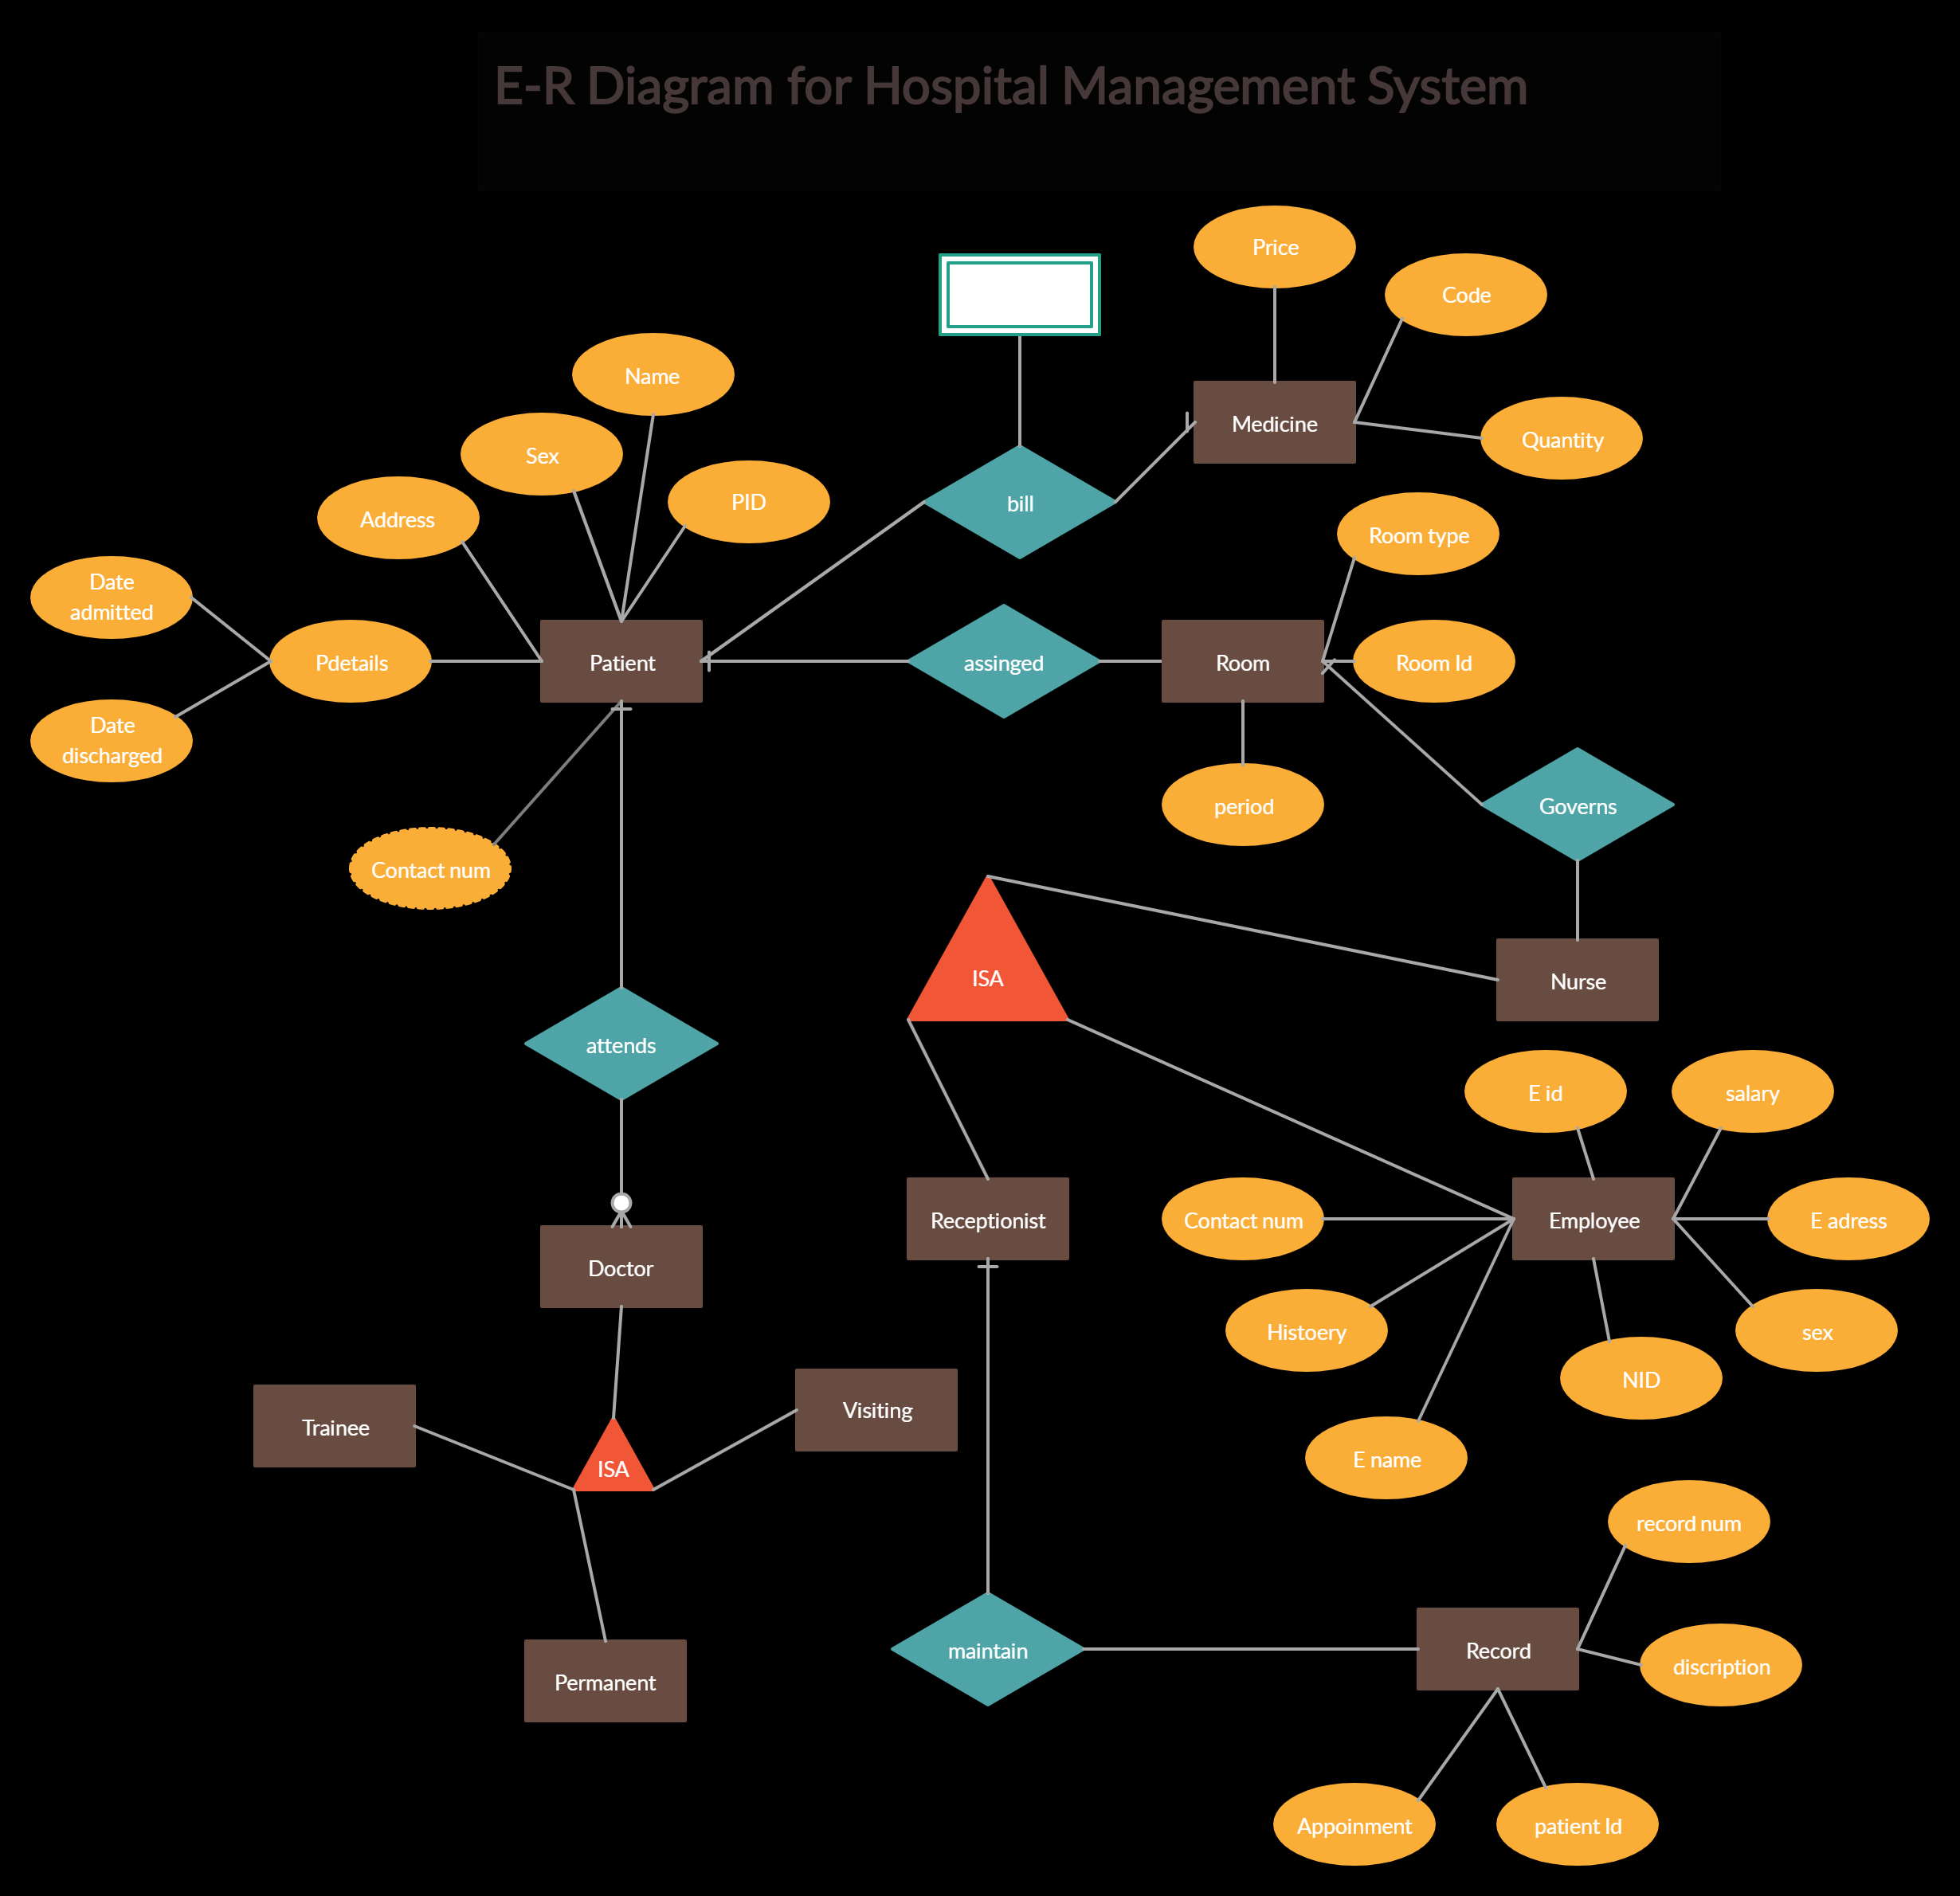 E-R Diagram for Hospital Management System
Price
Code
Name
Medicine
Quantity
Sex
PID
bill
Address
Room type
Date
admitted
Pdetails
Patient
assinged
Room
Room Id
Date
discharged
period
Governs
Contact num
ISA
Nurse
attends
E id
salary
Receptionist
Contact num
Employee
E adress
Doctor
Histoery
sex
NID
Visiting
Trainee
ISA
E name
record num
maintain
Record
discription
Permanent
Appoinment
patient Id